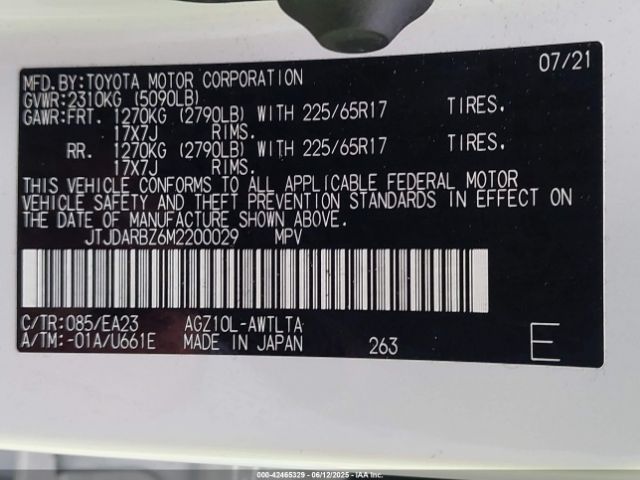 07/21
MFD.BY:TOYOTA MOTOR CORPORATION
GVWR:2310KG (5090LB)
GAWR:FRT. 1270KG (2790LB) WITH 225/65R17 TIRES.
17X7J RIMS.
RR. 1270KG (2790LB) WITH 225/65R17 TIRES.
17X7J RIMS.
THIS VEHICLE CONFORMS TO ALL APPLICABLE FEDERAL MOTOR
VEHICLE SAFETY AND THEFT PREVENTION STANDARDS IN EFFECT ON
THE DATE OF MANUFACTURE SHOWN ABOVE.
JTJDARBZ6M2200029 MPV
C/TR:085/EA23 AGZ10L-AWTLTA
A/TM:-01A/U661E MADE IN JAPAN 263 E
000-42465329 - 06/12/2025 - IAA Inc.